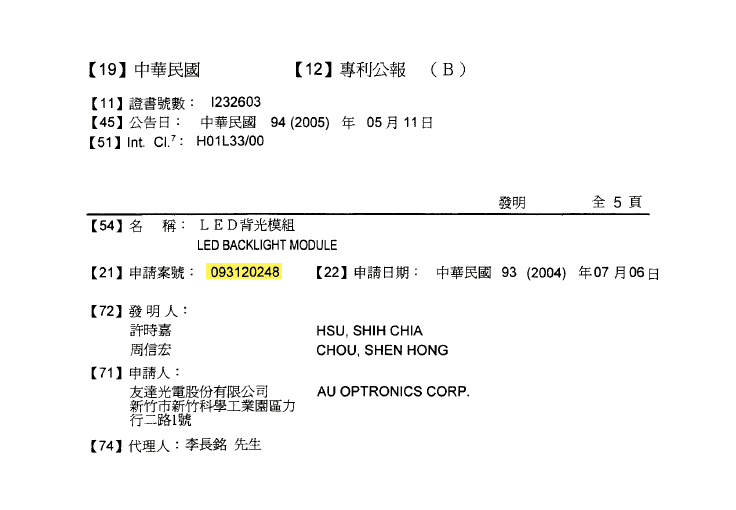 【19】中華民國 【12】專利公報 （B）
【11】證書號數： I232603
【45】公告日： 中華民國 94 (2005) 年 05 月 11 日
【51】Int. Cl.7： H01L33/00
發明 全 5 頁
【54】名 稱： ＬＥＤ背光模組
LED BACKLIGHT MODULE
【21】申請案號： 093120248 【22】申請日期： 中華民國 93 (2004) 年 07 月 06 日
【72】發 明 人：
許時嘉 HSU, SHIH CHIA
周信宏 CHOU, SHEN HONG
【71】申請人：
友達光電股份有限公司 AU OPTRONICS CORP.
新竹市新竹科學工業園區力
行二路1號
【74】代理人：李長銘 先生